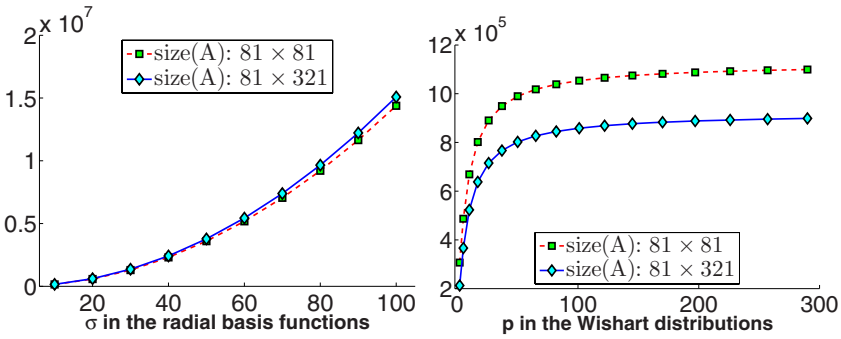 2 x 10^7
1.5
1
0.5
0
20 40 60 80 100
σ in the radial basis functions
size(A): 81 × 81
size(A): 81 × 321
12 x 10^5
10
8
6
4
2
0 100 200 300
p in the Wishart distributions
size(A): 81 × 81
size(A): 81 × 321